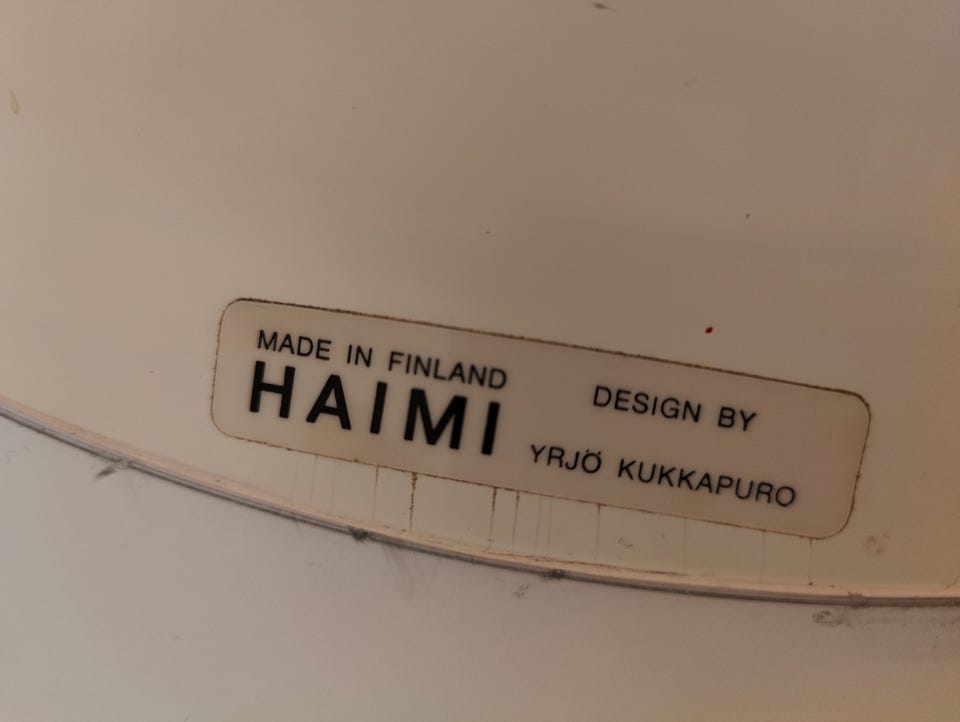 MADE IN FINLAND
HAIMI
DESIGN BY
YRJÖ KUKKAPURO